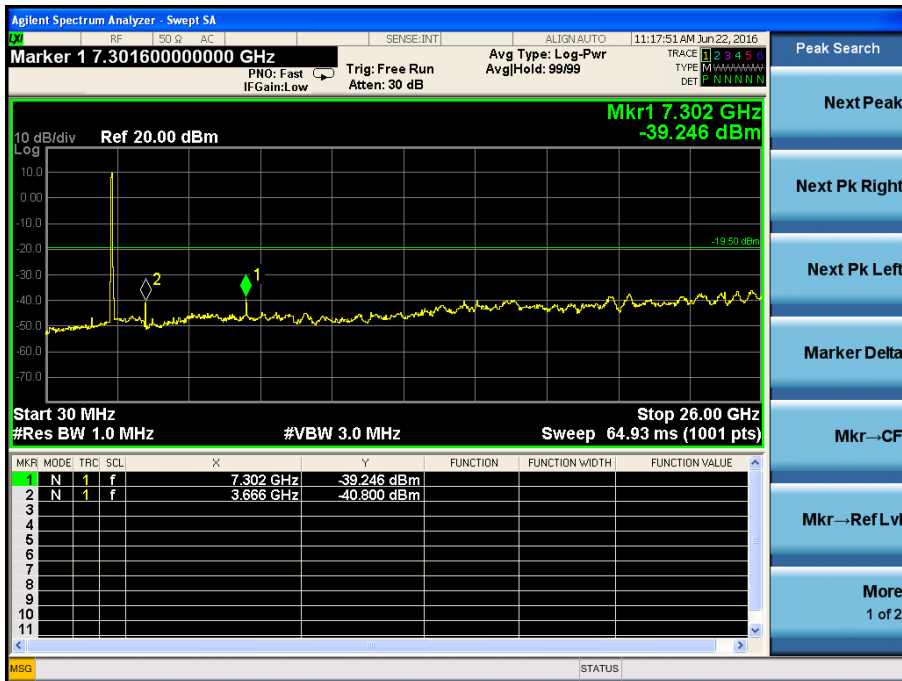 Agilent Spectrum Analyzer - Swept SA
LXI RF 50 Ω AC SENSE:INT ALIGNAUTO 11:17:51 AM Jun 22, 2016
Marker 1 7.301600000000 GHz
PNO: Fast
IFGain:Low
Trig: Free Run
Atten: 30 dB
Avg Type: Log-Pwr
Avg|Hold: 99/99
TRACE 1 2 3 4 5 6
TYPE M WWWWW
DET P N N N N N
Peak Search
Next Peak
Next Pk Right
Next Pk Left
Marker Delta
Mkr→CF
Mkr→Ref Lvl
More
1 of 2
Mkr1 7.302 GHz
-39.246 dBm
10 dB/div Ref 20.00 dBm
Log
10.0
0.00
-10.0
-20.0
-30.0
-40.0
-50.0
-60.0
-70.0
-19.50 dBm
2
1
Start 30 MHz Stop 26.00 GHz
#Res BW 1.0 MHz #VBW 3.0 MHz Sweep 64.93 ms (1001 pts)
MKR MODE TRC SCL X Y FUNCTION FUNCTION WIDTH FUNCTION VALUE
1 N 1 f 7.302 GHz -39.246 dBm
2 N 1 f 3.666 GHz -40.800 dBm
3
4
5
6
7
8
9
10
11
MSG STATUS